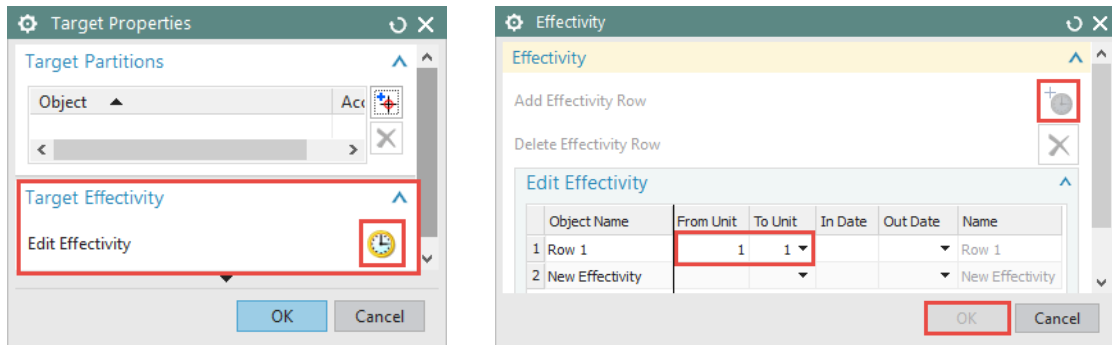 Target Properties
Target Partitions
Object Acc
Target Effectivity
Edit Effectivity
OK Cancel
Effectivity
Effectivity
Add Effectivity Row
Delete Effectivity Row
Edit Effectivity
Object Name From Unit To Unit In Date Out Date Name
1 Row 1 1 1 Row 1
2 New Effectivity New Effectivity
OK Cancel